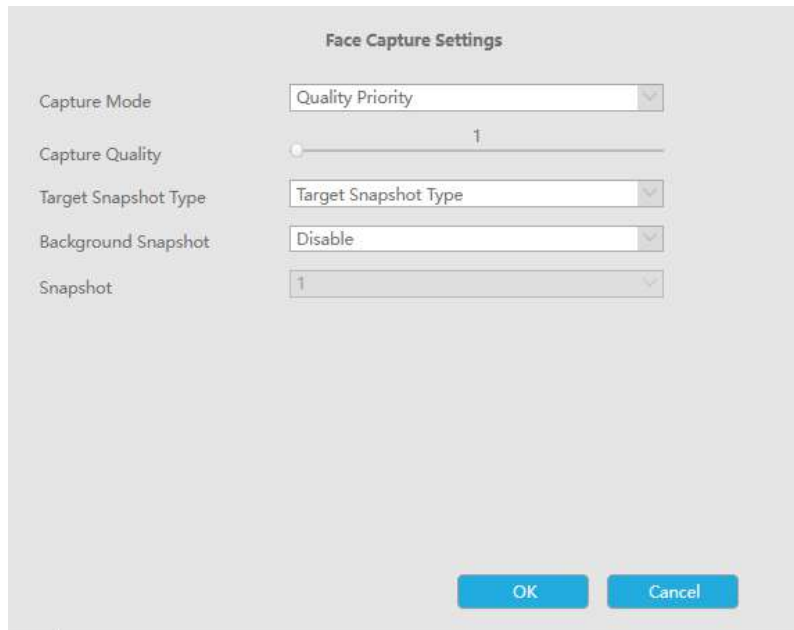 Face Capture Settings
Capture Mode
Quality Priority
1
Capture Quality
Target Snapshot Type
Target Snapshot Type
Background Snapshot
Disable
Snapshot
1
OK
Cancel